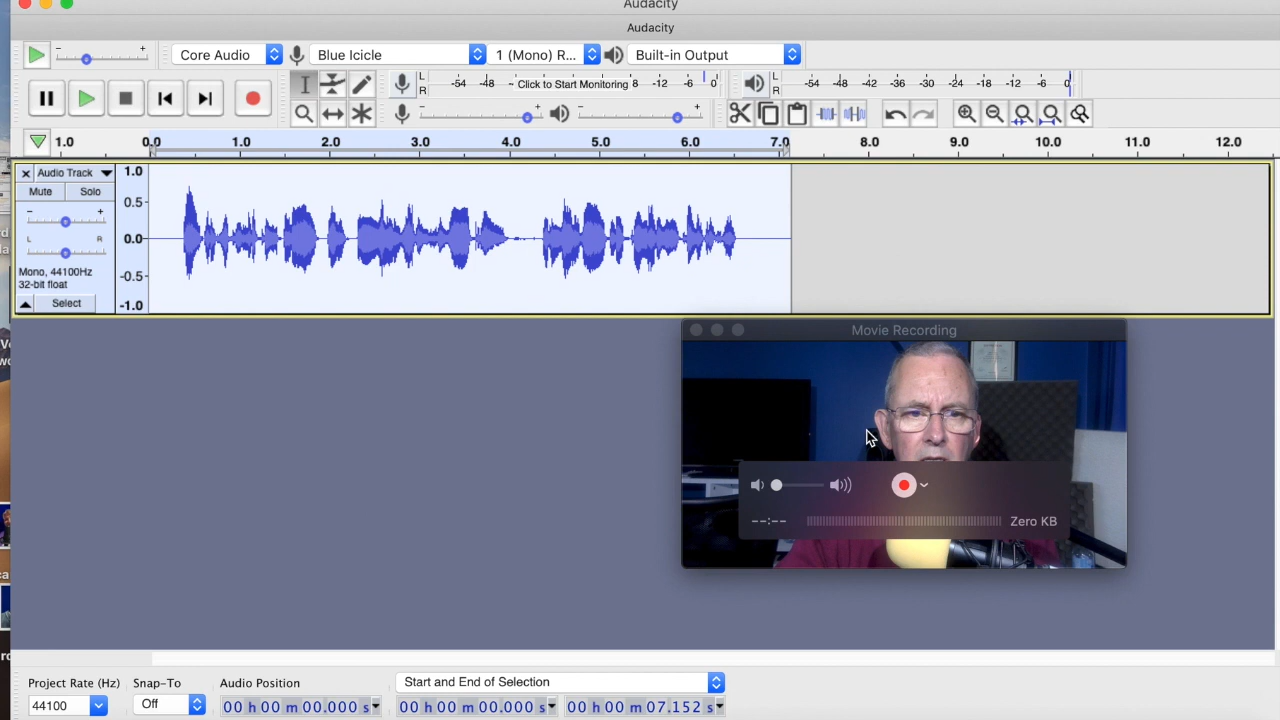 Audacity
Audacity
- +
Core Audio Blue Icicle 1 (Mono) R... Built-in Output
L R -54 -48 - Click to Start Monitoring 8 -12 -6 0 L R -54 -48 -42 -36 -30 -24 -18 -12 -6 0
- + - +
1.0 0.0 1.0 2.0 3.0 4.0 5.0 6.0 7.0 8.0 9.0 10.0 11.0 12.0
Audio Track 1.0
Mute Solo
0.5
- +
0.0
L R
Mono, 44100Hz
-0.5
32-bit float
Select
-1.0
Movie Recording
--:-- Zero KB
Project Rate (Hz) Snap-To Audio Position Start and End of Selection
44100 Off 00 h 00 m 00.000 s 00 h 00 m 00.000 s 00 h 00 m 07.152 s